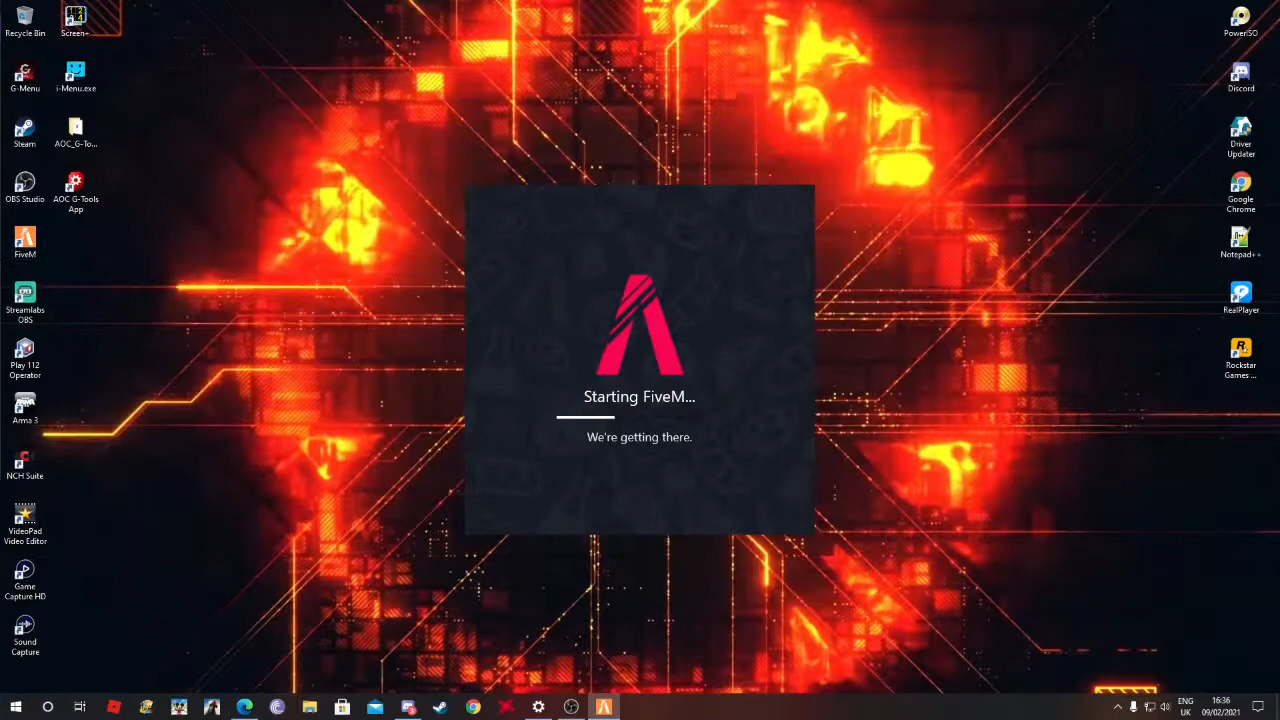 Recycle Bin
Screen+
G-Menu
i-Menu.exe
Steam
AOC_G-To...
OBS Studio
AOC G-Tools
App
FiveM
Streamlabs
OBS
Play 112
Operator
Arma 3
NCH Suite
VideoPad
Video Editor
Game
Capture HD
Sound
Capture
Starting FiveM...
We're getting there.
PowerISO
Discord
Driver
Updater
Google
Chrome
Notepad++
RealPlayer
Rockstar
Games ...
ENG
UK
16:36
09/02/2021